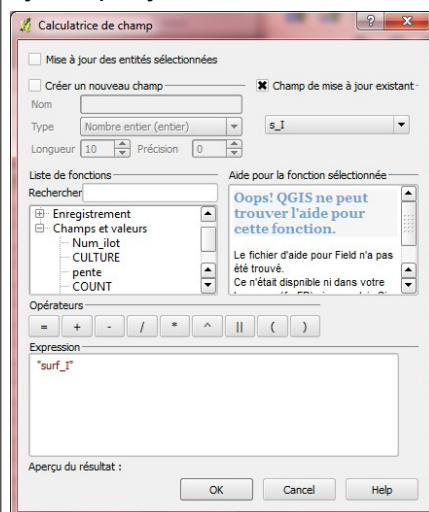 Calculatrice de champ
Mise à jour des entités sélectionnées
Créer un nouveau champ
Champ de mise à jour existant
Nom
Type Nombre entier (entier)
s_I
Longueur 10 Précision 0
Liste de fonctions
Aide pour la fonction sélectionnée
Rechercher
Enregistrement
Champs et valeurs
Num_ilot
CULTURE
pente
COUNT
Oops! QGIS ne peut
trouver l'aide pour
cette fonction.
Le fichier d'aide pour Field n'a pas
été trouvé.
Ce n'était dispnible ni dans votre
Opérateurs
= + - / * ^ || ( )
Expression
"surf_I"
Aperçu du résultat :
OK Cancel Help